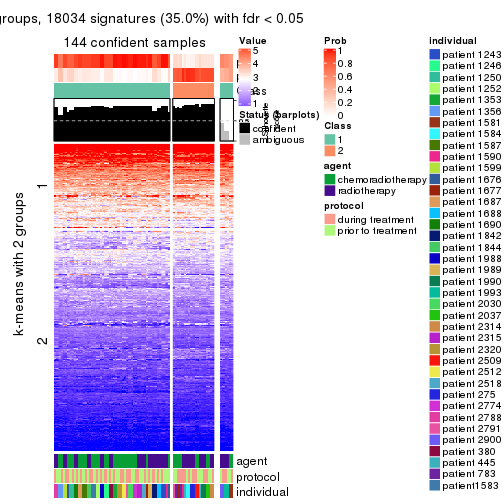 groups, 18034 signatures (35.0%) with fdr < 0.05
144 confident samples
k-means with 2 groups
1
2
Value
5
4
3
2
1
Status (barplots)
confident
ambiguous
Prob
1
0.8
0.6
0.4
0.2
0
Class
1
2
agent
chemoradiotherapy
radiotherapy
protocol
during treatment
prior to treatment
individual
patient 1243
patient 1246
patient 1250
patient 1252
patient 1353
patient 1356
patient 1581
patient 1584
patient 1587
patient 1590
patient 1599
patient 1676
patient 1677
patient 1687
patient 1688
patient 1690
patient 1842
patient 1844
patient 1988
patient 1989
patient 1990
patient 1993
patient 2030
patient 2037
patient 2314
patient 2315
patient 2320
patient 2509
patient 2512
patient 2518
patient 275
patient 2774
patient 2788
patient 2791
patient 2900
patient 380
patient 445
patient 783
patient1583
agent
protocol
individual